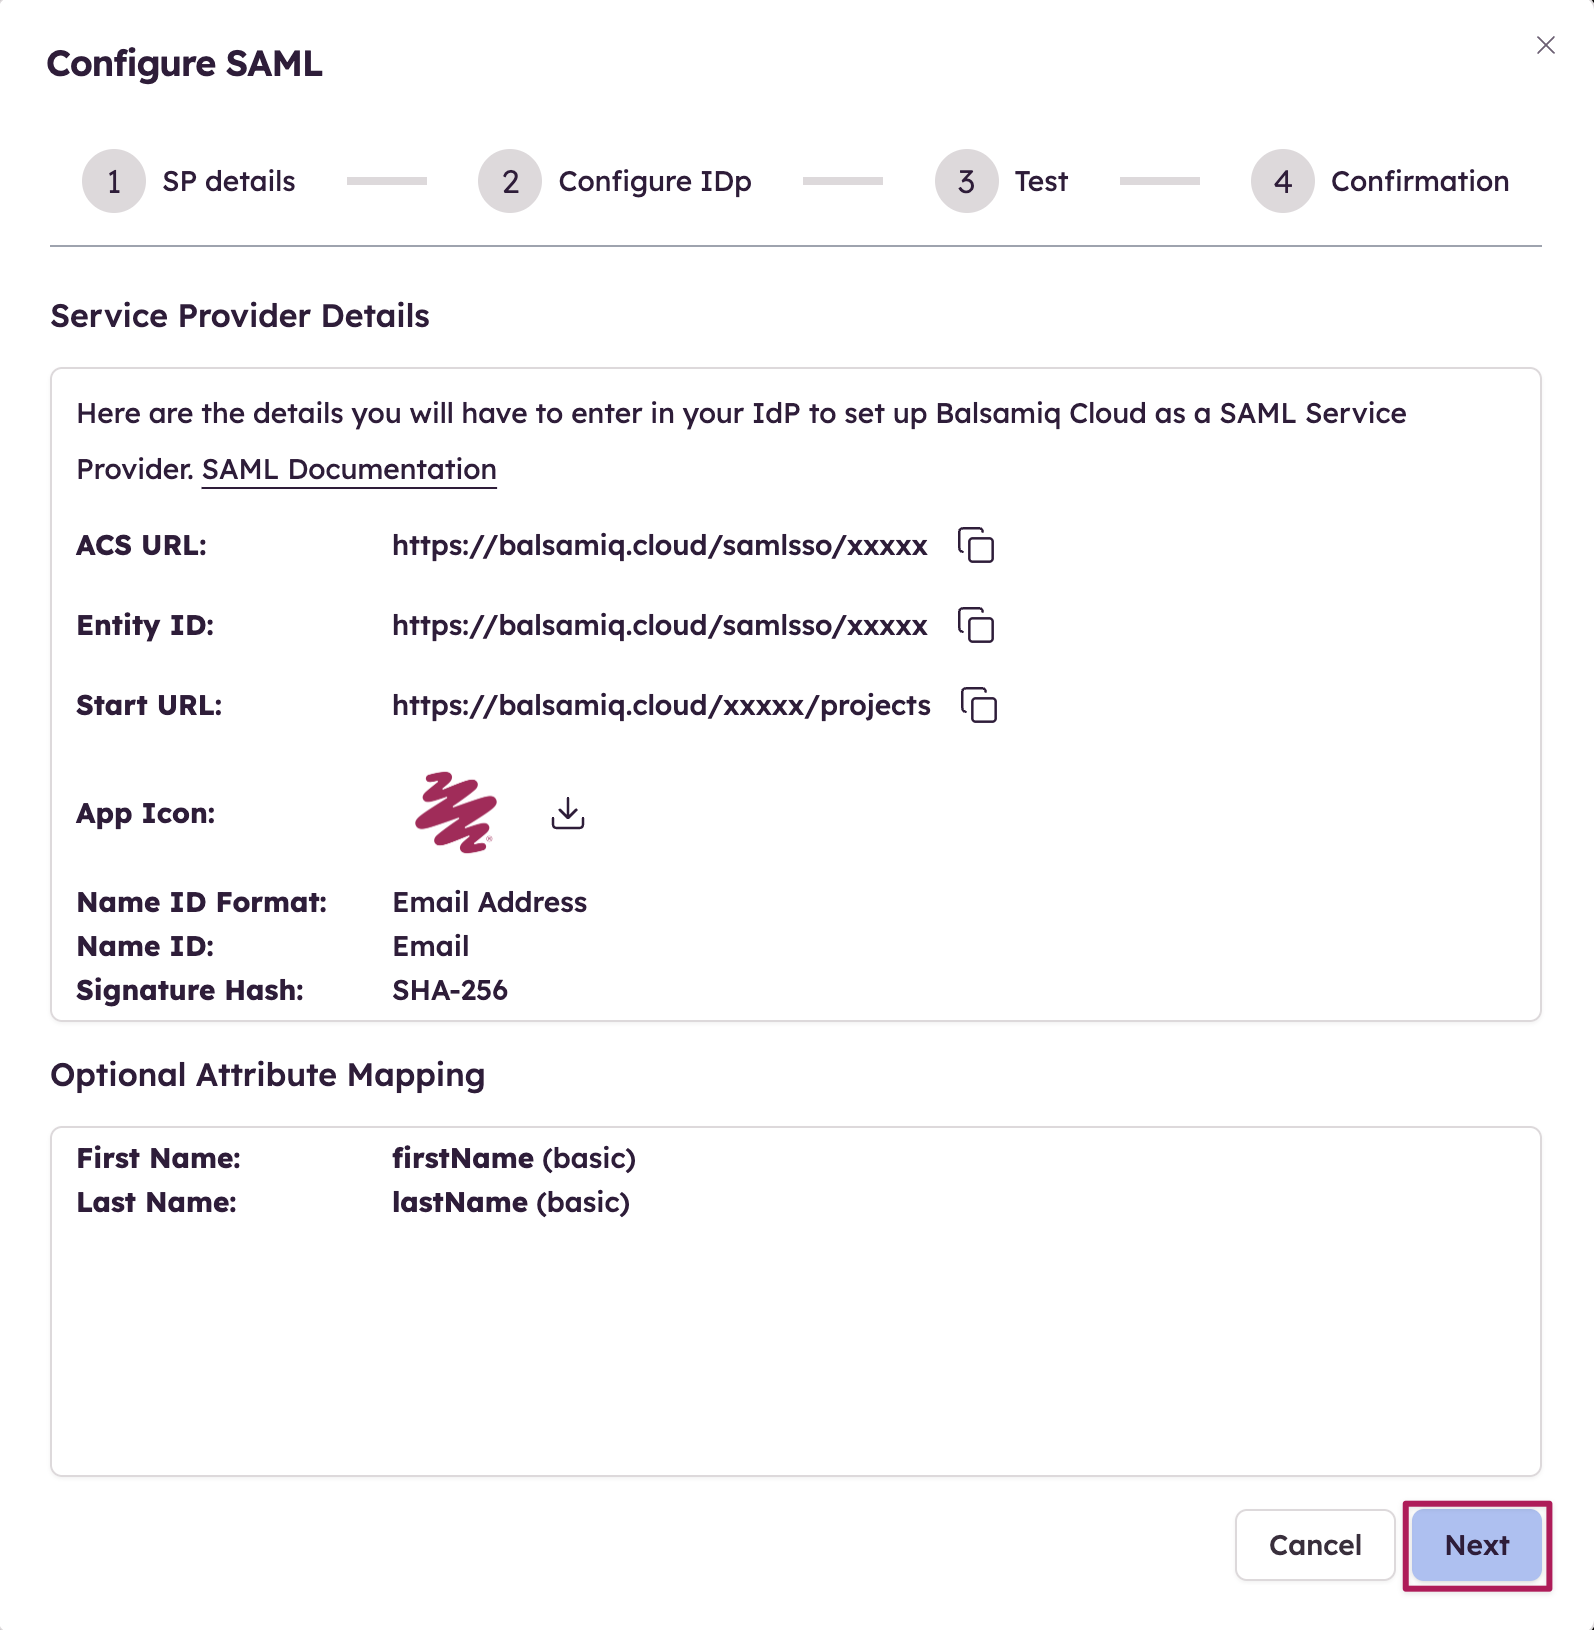 Configure SAML
1 SP details 2 Configure IDp 3 Test 4 Confirmation
Service Provider Details
Here are the details you will have to enter in your IdP to set up Balsamiq Cloud as a SAML Service
Provider. SAML Documentation
ACS URL: https://balsamiq.cloud/samlsso/xxxxx
Entity ID: https://balsamiq.cloud/samlsso/xxxxx
Start URL: https://balsamiq.cloud/xxxxx/projects
App Icon: ®
Name ID Format: Email Address
Name ID: Email
Signature Hash: SHA-256
Optional Attribute Mapping
First Name: firstName (basic)
Last Name: lastName (basic)
Cancel Next